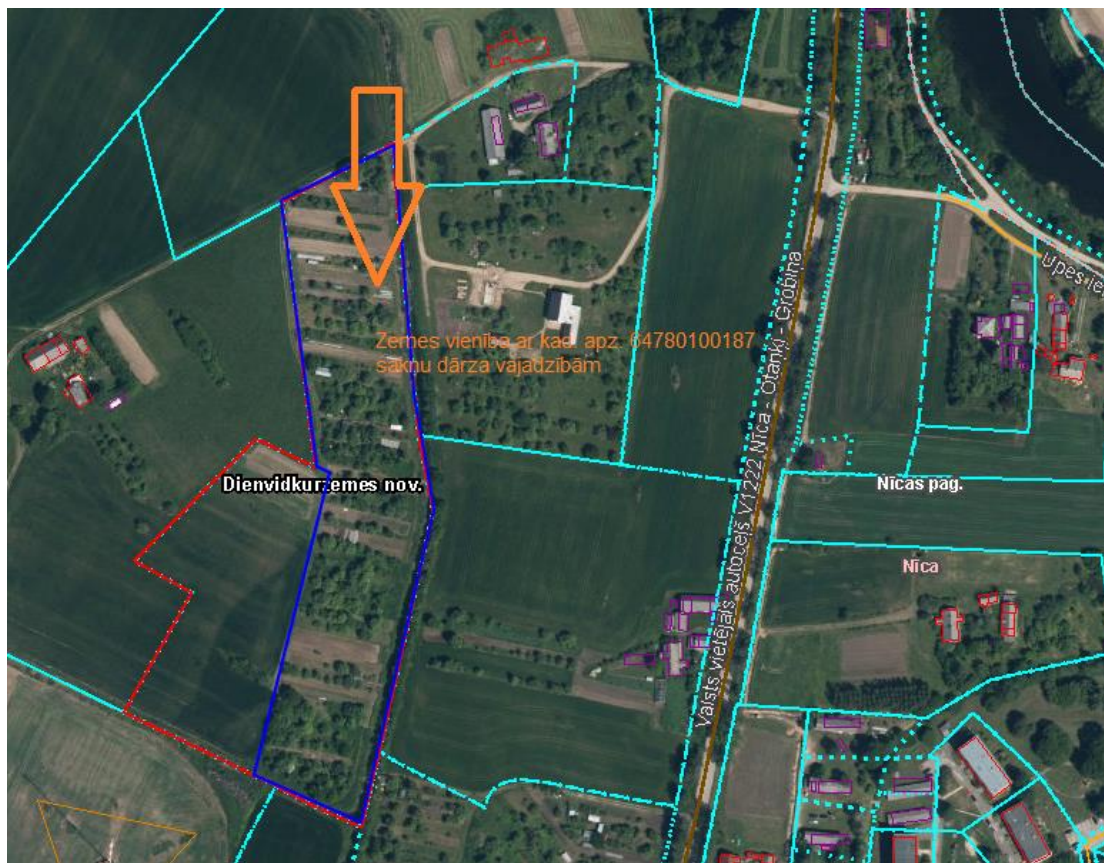 Zemes vienība ar kad. apz. 64780100187
sakņu dārza vajadzībām
Dienvidkurzemes nov.
Valsts vietējais autoceļš V1222 Nīca - Otaņķi - Grobiņa
Nīcas pag.
Nīca